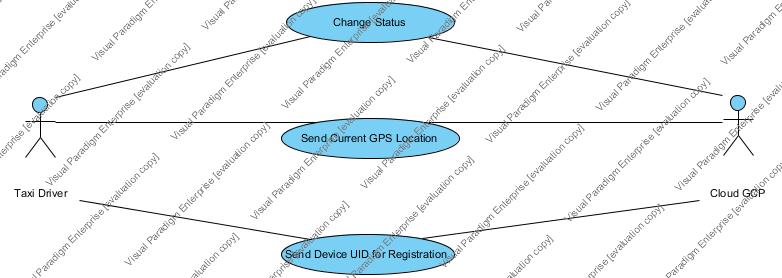 Change Status
Send Current GPS Location
Taxi Driver
Cloud GCP
Send Device UID for Registration
Visual Paradigm Enterprise [evaluation copy]